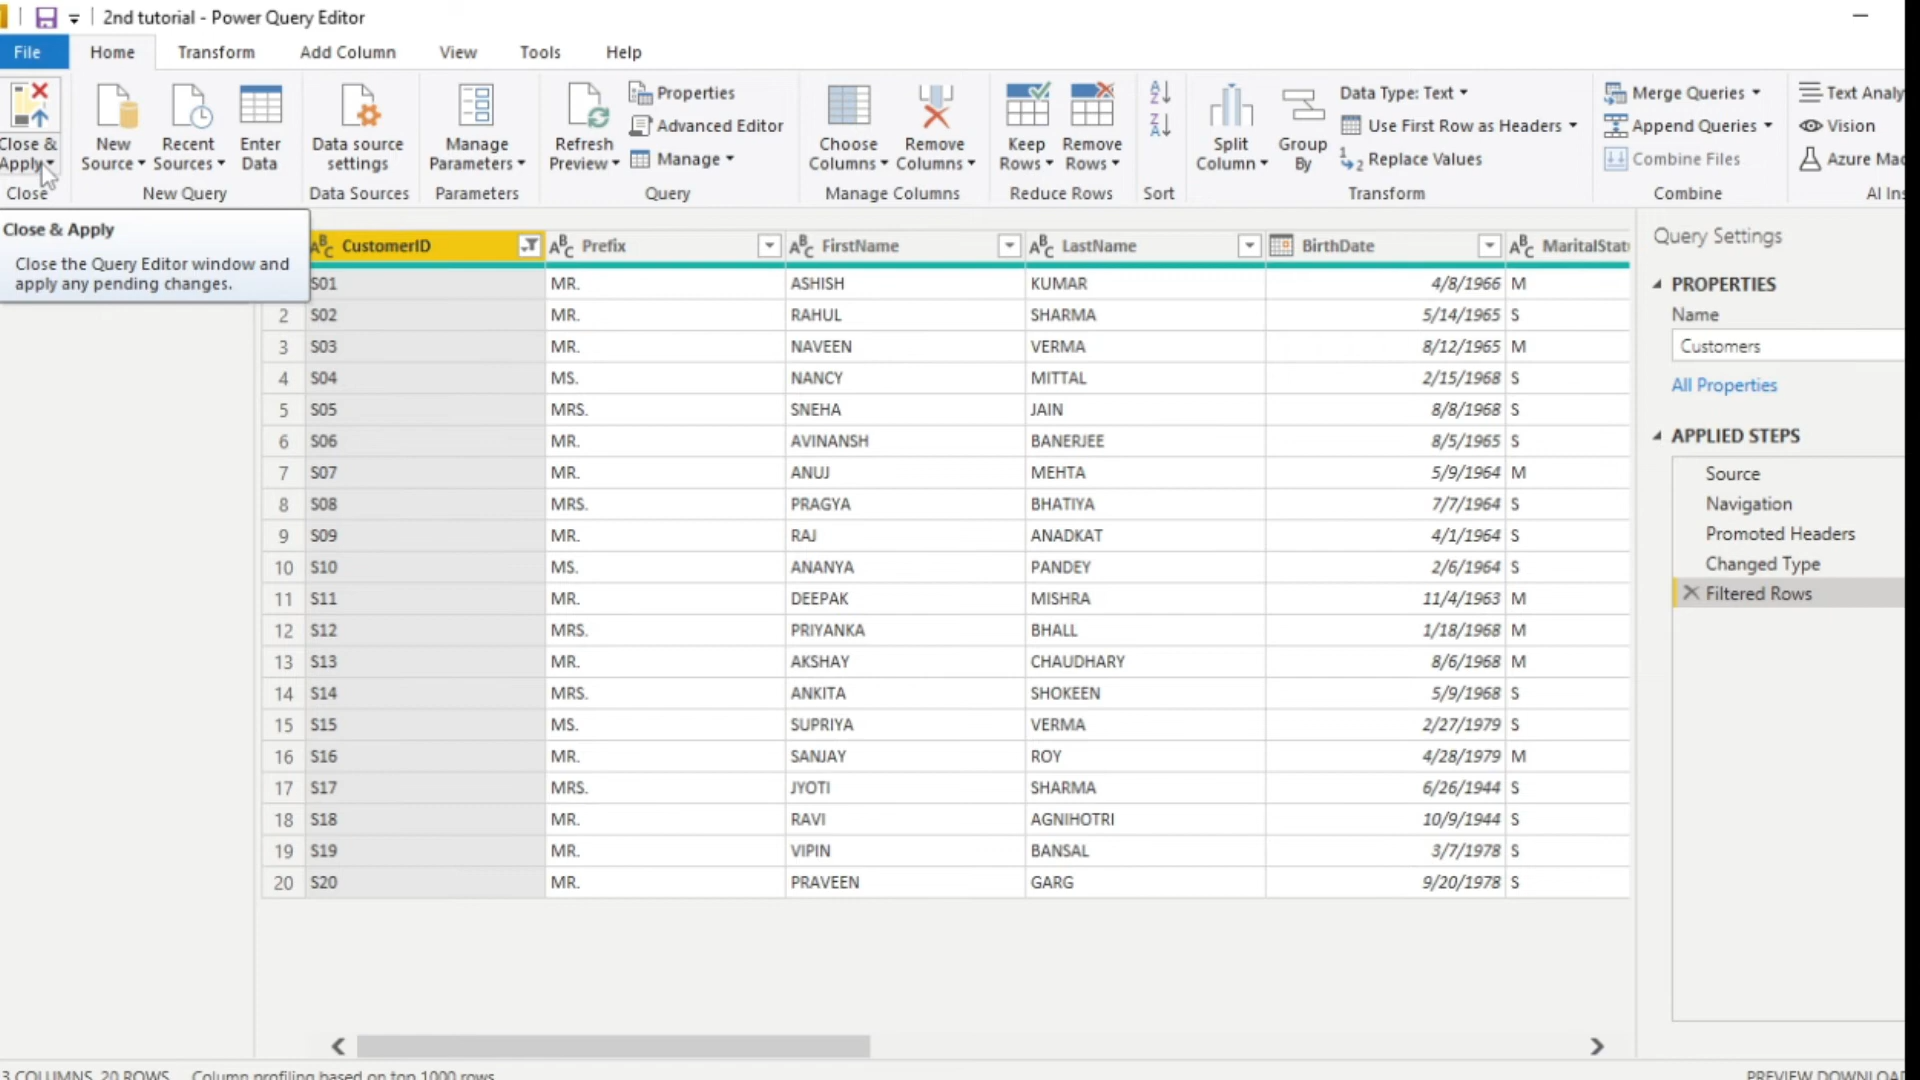 2nd tutorial - Power Query Editor
File Home Transform Add Column View Tools Help
Close & Apply
New Source
Recent Sources
Enter Data
Data source settings
Manage Parameters
Refresh Preview
Properties
Advanced Editor
Manage
Choose Columns
Remove Columns
Keep Rows
Remove Rows
Split Column
Group By
Data Type: Text
Use First Row as Headers
Replace Values
Merge Queries
Append Queries
Combine Files
Text Analy
Vision
Azure Mac
Close New Query Data Sources Parameters Query Manage Columns Reduce Rows Sort Transform Combine AI Ins
Close & Apply
Close the Query Editor window and
apply any pending changes.
CustomerID Prefix FirstName LastName BirthDate MaritalStat
S01 MR. ASHISH KUMAR 4/8/1966 M
2 S02 MR. RAHUL SHARMA 5/14/1965 S
3 S03 MR. NAVEEN VERMA 8/12/1965 M
4 S04 MS. NANCY MITTAL 2/15/1968 S
5 S05 MRS. SNEHA JAIN 8/8/1968 S
6 S06 MR. AVINANSH BANERJEE 8/5/1965 S
7 S07 MR. ANUJ MEHTA 5/9/1964 M
8 S08 MRS. PRAGYA BHATIYA 7/7/1964 S
9 S09 MR. RAJ ANADKAT 4/1/1964 S
10 S10 MS. ANANYA PANDEY 2/6/1964 S
11 S11 MR. DEEPAK MISHRA 11/4/1963 M
12 S12 MRS. PRIYANKA BHALL 1/18/1968 M
13 S13 MR. AKSHAY CHAUDHARY 8/6/1968 M
14 S14 MRS. ANKITA SHOKEEN 5/9/1968 S
15 S15 MS. SUPRIYA VERMA 2/27/1979 S
16 S16 MR. SANJAY ROY 4/28/1979 M
17 S17 MRS. JYOTI SHARMA 6/26/1944 S
18 S18 MR. RAVI AGNIHOTRI 10/9/1944 S
19 S19 MR. VIPIN BANSAL 3/7/1978 S
20 S20 MR. PRAVEEN GARG 9/20/1978 S
Query Settings
PROPERTIES
Name
Customers
All Properties
APPLIED STEPS
Source
Navigation
Promoted Headers
Changed Type
Filtered Rows
3 COLUMNS, 20 ROWS Column profiling based on top 1000 rows PREVIEW DOWNLOA